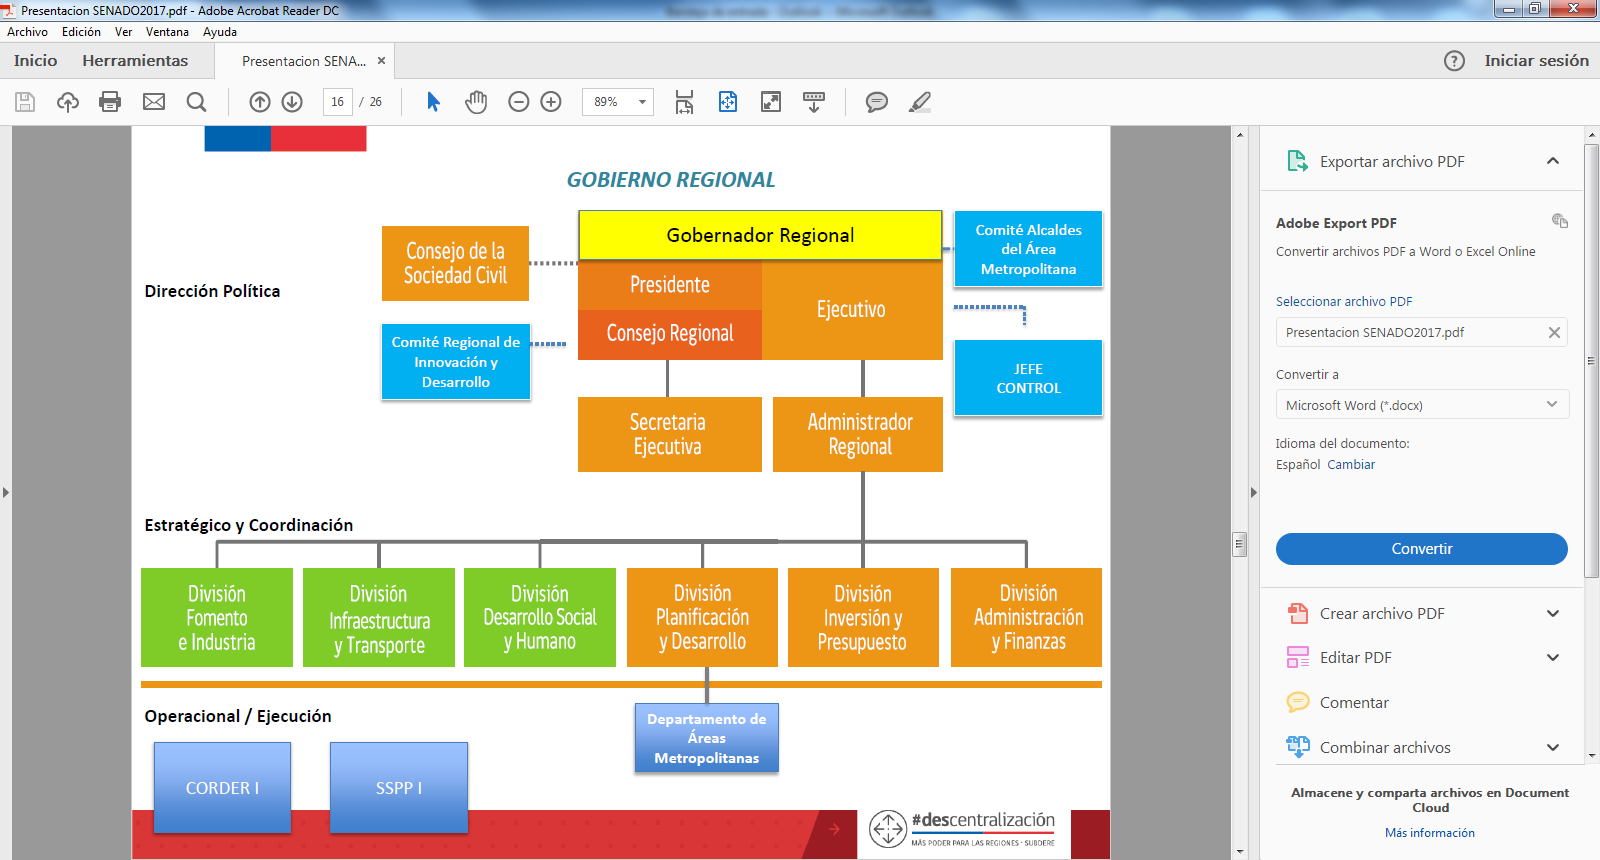 Presentacion SENADO2017.pdf - Adobe Acrobat Reader DC
Archivo Edición Ver Ventana Ayuda
Inicio Herramientas Presentacion SENA... × ? Iniciar sesión
16 / 26 89%
GOBIERNO REGIONAL
Gobernador Regional
Consejo de la
Sociedad Civil
Comité Alcaldes
del Área
Metropolitana
Dirección Política
Presidente
Ejecutivo
Consejo Regional
Comité Regional de
Innovación y
Desarrollo
JEFE
CONTROL
Secretaria
Ejecutiva
Administrador
Regional
Estratégico y Coordinación
División
Fomento
e Industria
División
Infraestructura
y Transporte
División
Desarrollo Social
y Humano
División
Planificación
y Desarrollo
División
Inversión y
Presupuesto
División
Administración
y Finanzas
Operacional / Ejecución
Departamento de
Áreas
Metropolitanas
CORDER I
SSPP I
#descentralización
MÁS PODER PARA LAS REGIONES · SUBDERE
Exportar archivo PDF
Adobe Export PDF
Convertir archivos PDF a Word o Excel Online
Seleccionar archivo PDF
Presentacion SENADO2017.pdf
Convertir a
Microsoft Word (*.docx)
Idioma del documento:
Español Cambiar
Convertir
Crear archivo PDF
Editar PDF
Comentar
Combinar archivos
Almacene y comparta archivos en Document
Cloud
Más información